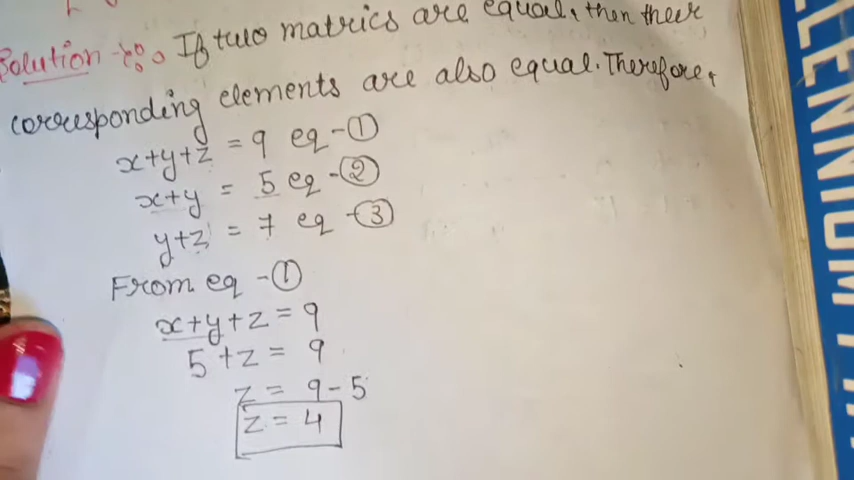 Solution →:- If two matrics are equal, then their
corresponding elements are also equal. Therefore,
x+y+z = 9 eq-①
x+y = 5 eq-②
y+z = 7 eq-③
From eq-①
x+y+z = 9
5+z = 9
z = 9-5
z = 4
LLENNIUM